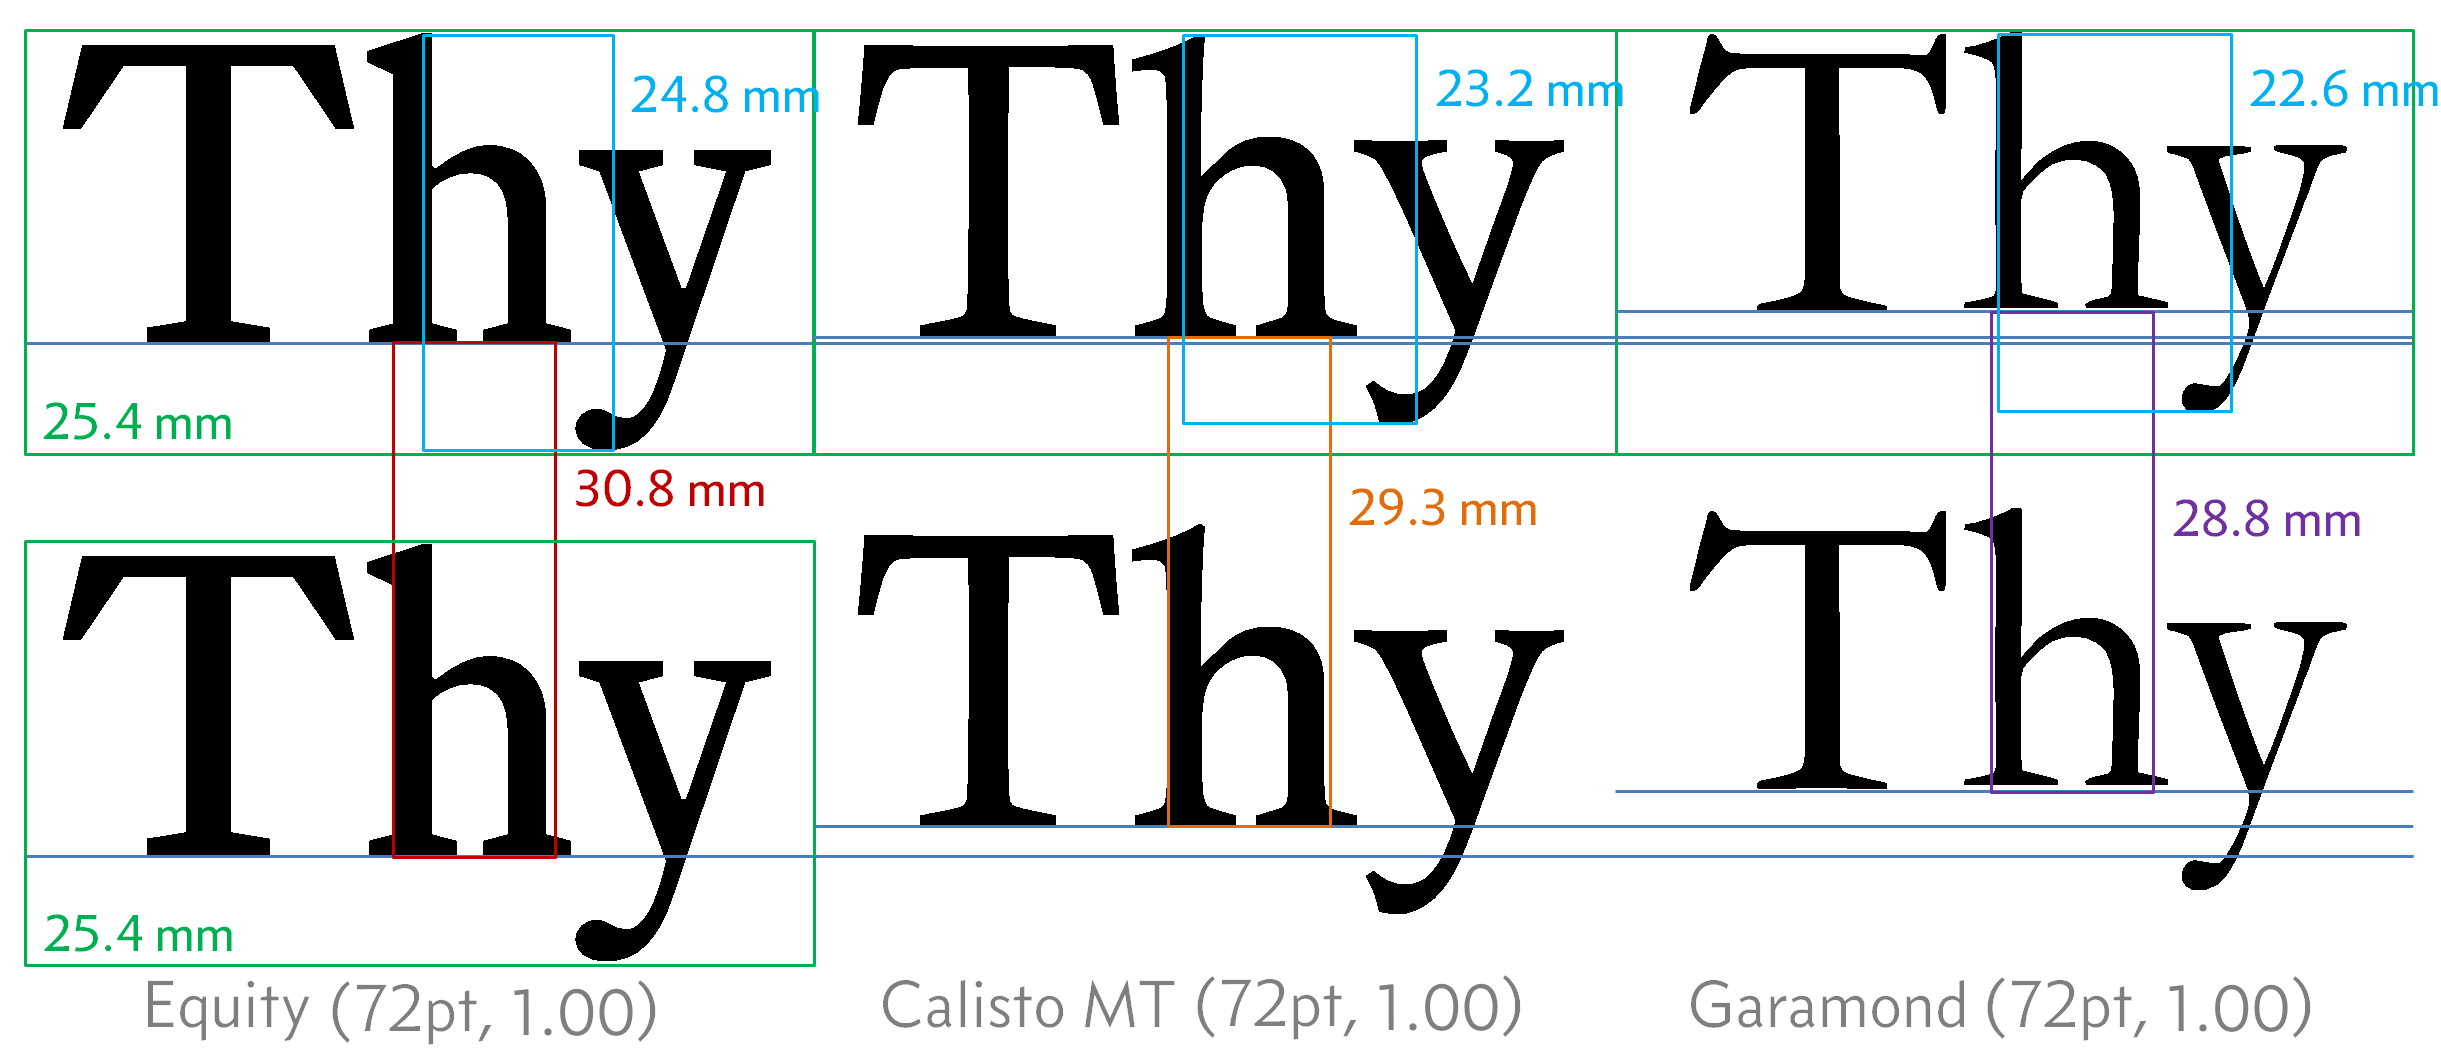 Thy Thy Thy
24.8 mm 23.2 mm 22.6 mm
25.4 mm
30.8 mm 29.3 mm 28.8 mm
Thy Thy Thy
25.4 mm
Equity (72pt, 1.00) Calisto MT (72pt, 1.00) Garamond (72pt, 1.00)